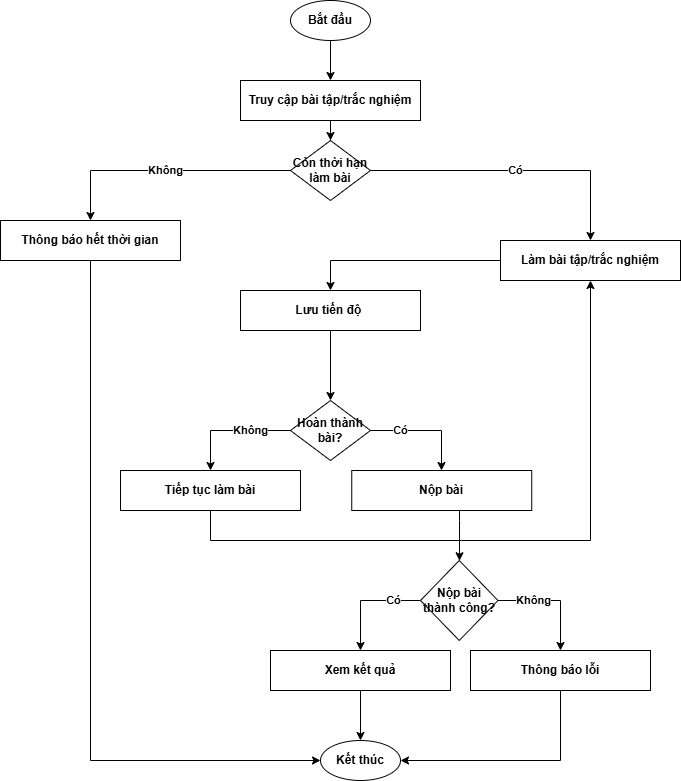 Bắt đầu
Truy cập bài tập/trắc nghiệm
Còn thời hạn
làm bài
Không
Có
Thông báo hết thời gian
Làm bài tập/trắc nghiệm
Lưu tiến độ
Hoàn thành
bài?
Không
Có
Tiếp tục làm bài
Nộp bài
Nộp bài
thành công?
Có
Không
Xem kết quả
Thông báo lỗi
Kết thúc